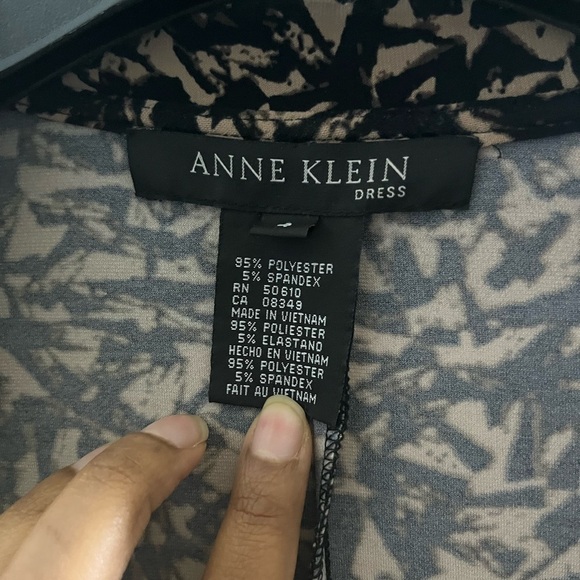 ANNE KLEIN
DRESS
95% POLYESTER
5% SPANDEX
RN 50610
CA 08349
MADE IN VIETNAM
95% POLIESTER
5% ELASTANO
HECHO EN VIETNAM
95% POLYESTER
5% SPANDEX
FAIT AU VIETNAM